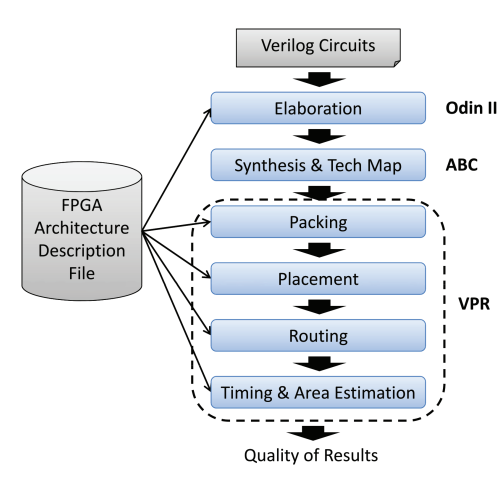 Verilog Circuits
Elaboration
Odin II
Synthesis & Tech Map
ABC
FPGA
Architecture
Description
File
Packing
Placement
VPR
Routing
Timing & Area Estimation
Quality of Results